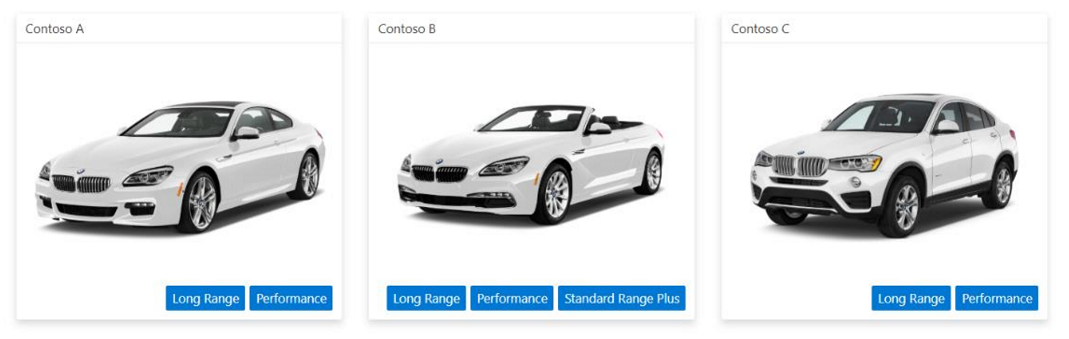 Contoso A
Long Range
Performance
Contoso B
Long Range
Performance
Standard Range Plus
Contoso C
Long Range
Performance